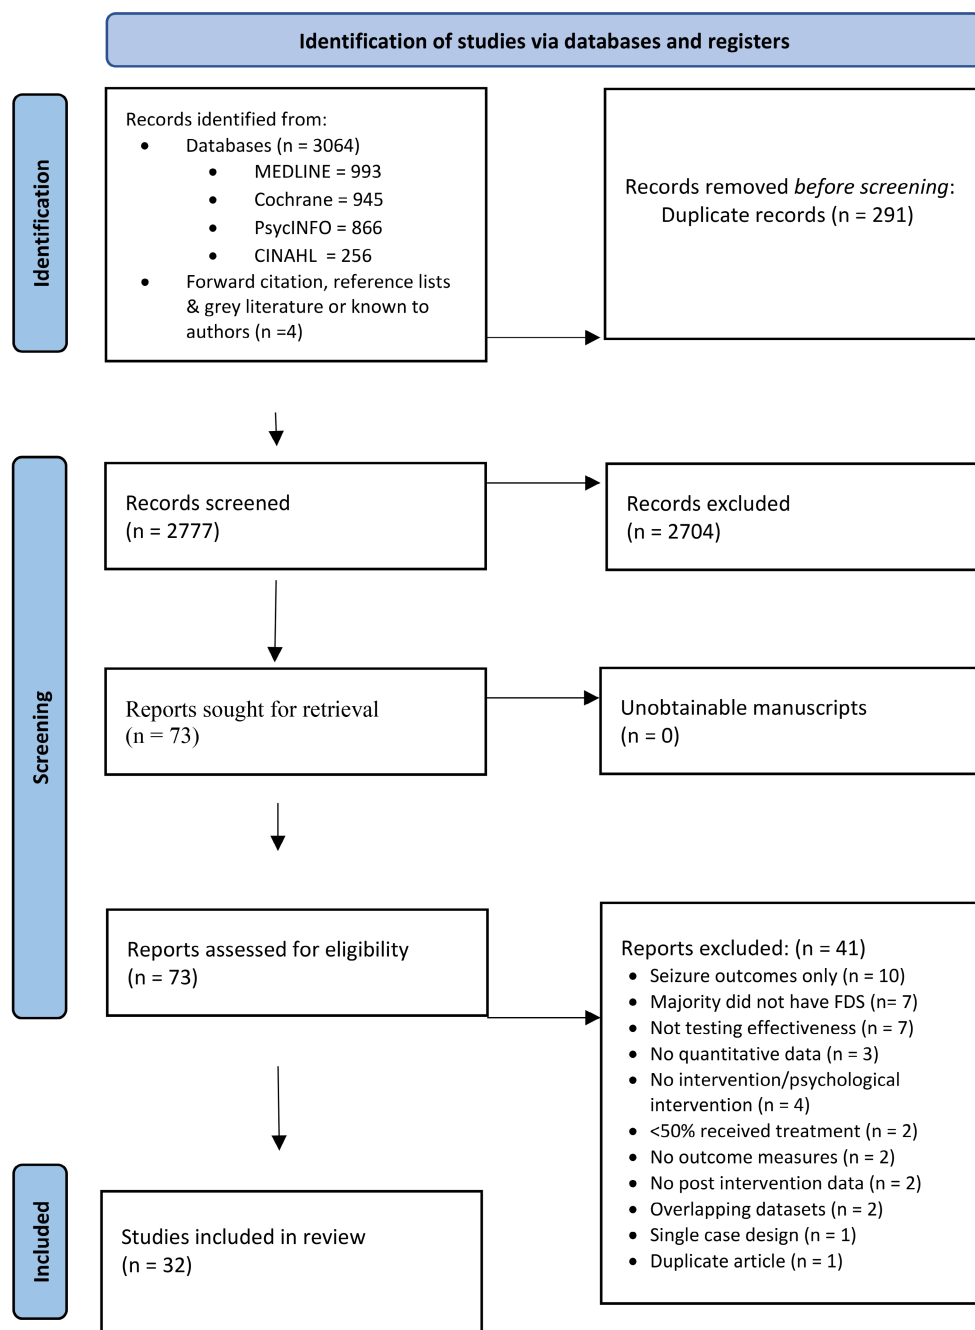 Identification of studies via databases and registers
Identification
Records identified from:
• Databases (n = 3064)
• MEDLINE = 993
• Cochrane = 945
• PsycINFO = 866
• CINAHL = 256
• Forward citation, reference lists
& grey literature or known to
authors (n =4)
Records removed before screening:
Duplicate records (n = 291)
Screening
Records screened
(n = 2777)
Records excluded
(n = 2704)
Reports sought for retrieval
(n = 73)
Unobtainable manuscripts
(n = 0)
Reports assessed for eligibility
(n = 73)
Reports excluded: (n = 41)
• Seizure outcomes only (n = 10)
• Majority did not have FDS (n= 7)
• Not testing effectiveness (n = 7)
• No quantitative data (n = 3)
• No intervention/psychological
intervention (n = 4)
• <50% received treatment (n = 2)
• No outcome measures (n = 2)
• No post intervention data (n = 2)
• Overlapping datasets (n = 2)
• Single case design (n = 1)
• Duplicate article (n = 1)
Included
Studies included in review
(n = 32)